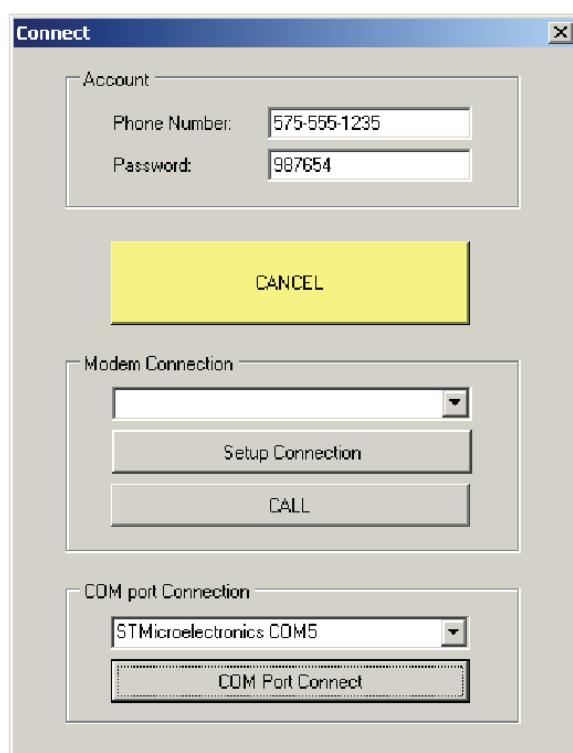 Connect
Account
Phone Number: 575-555-1235
Password: 987654
CANCEL
Modem Connection
Setup Connection
CALL
COM port Connection
STMicroelectronics COM5
COM Port Connect